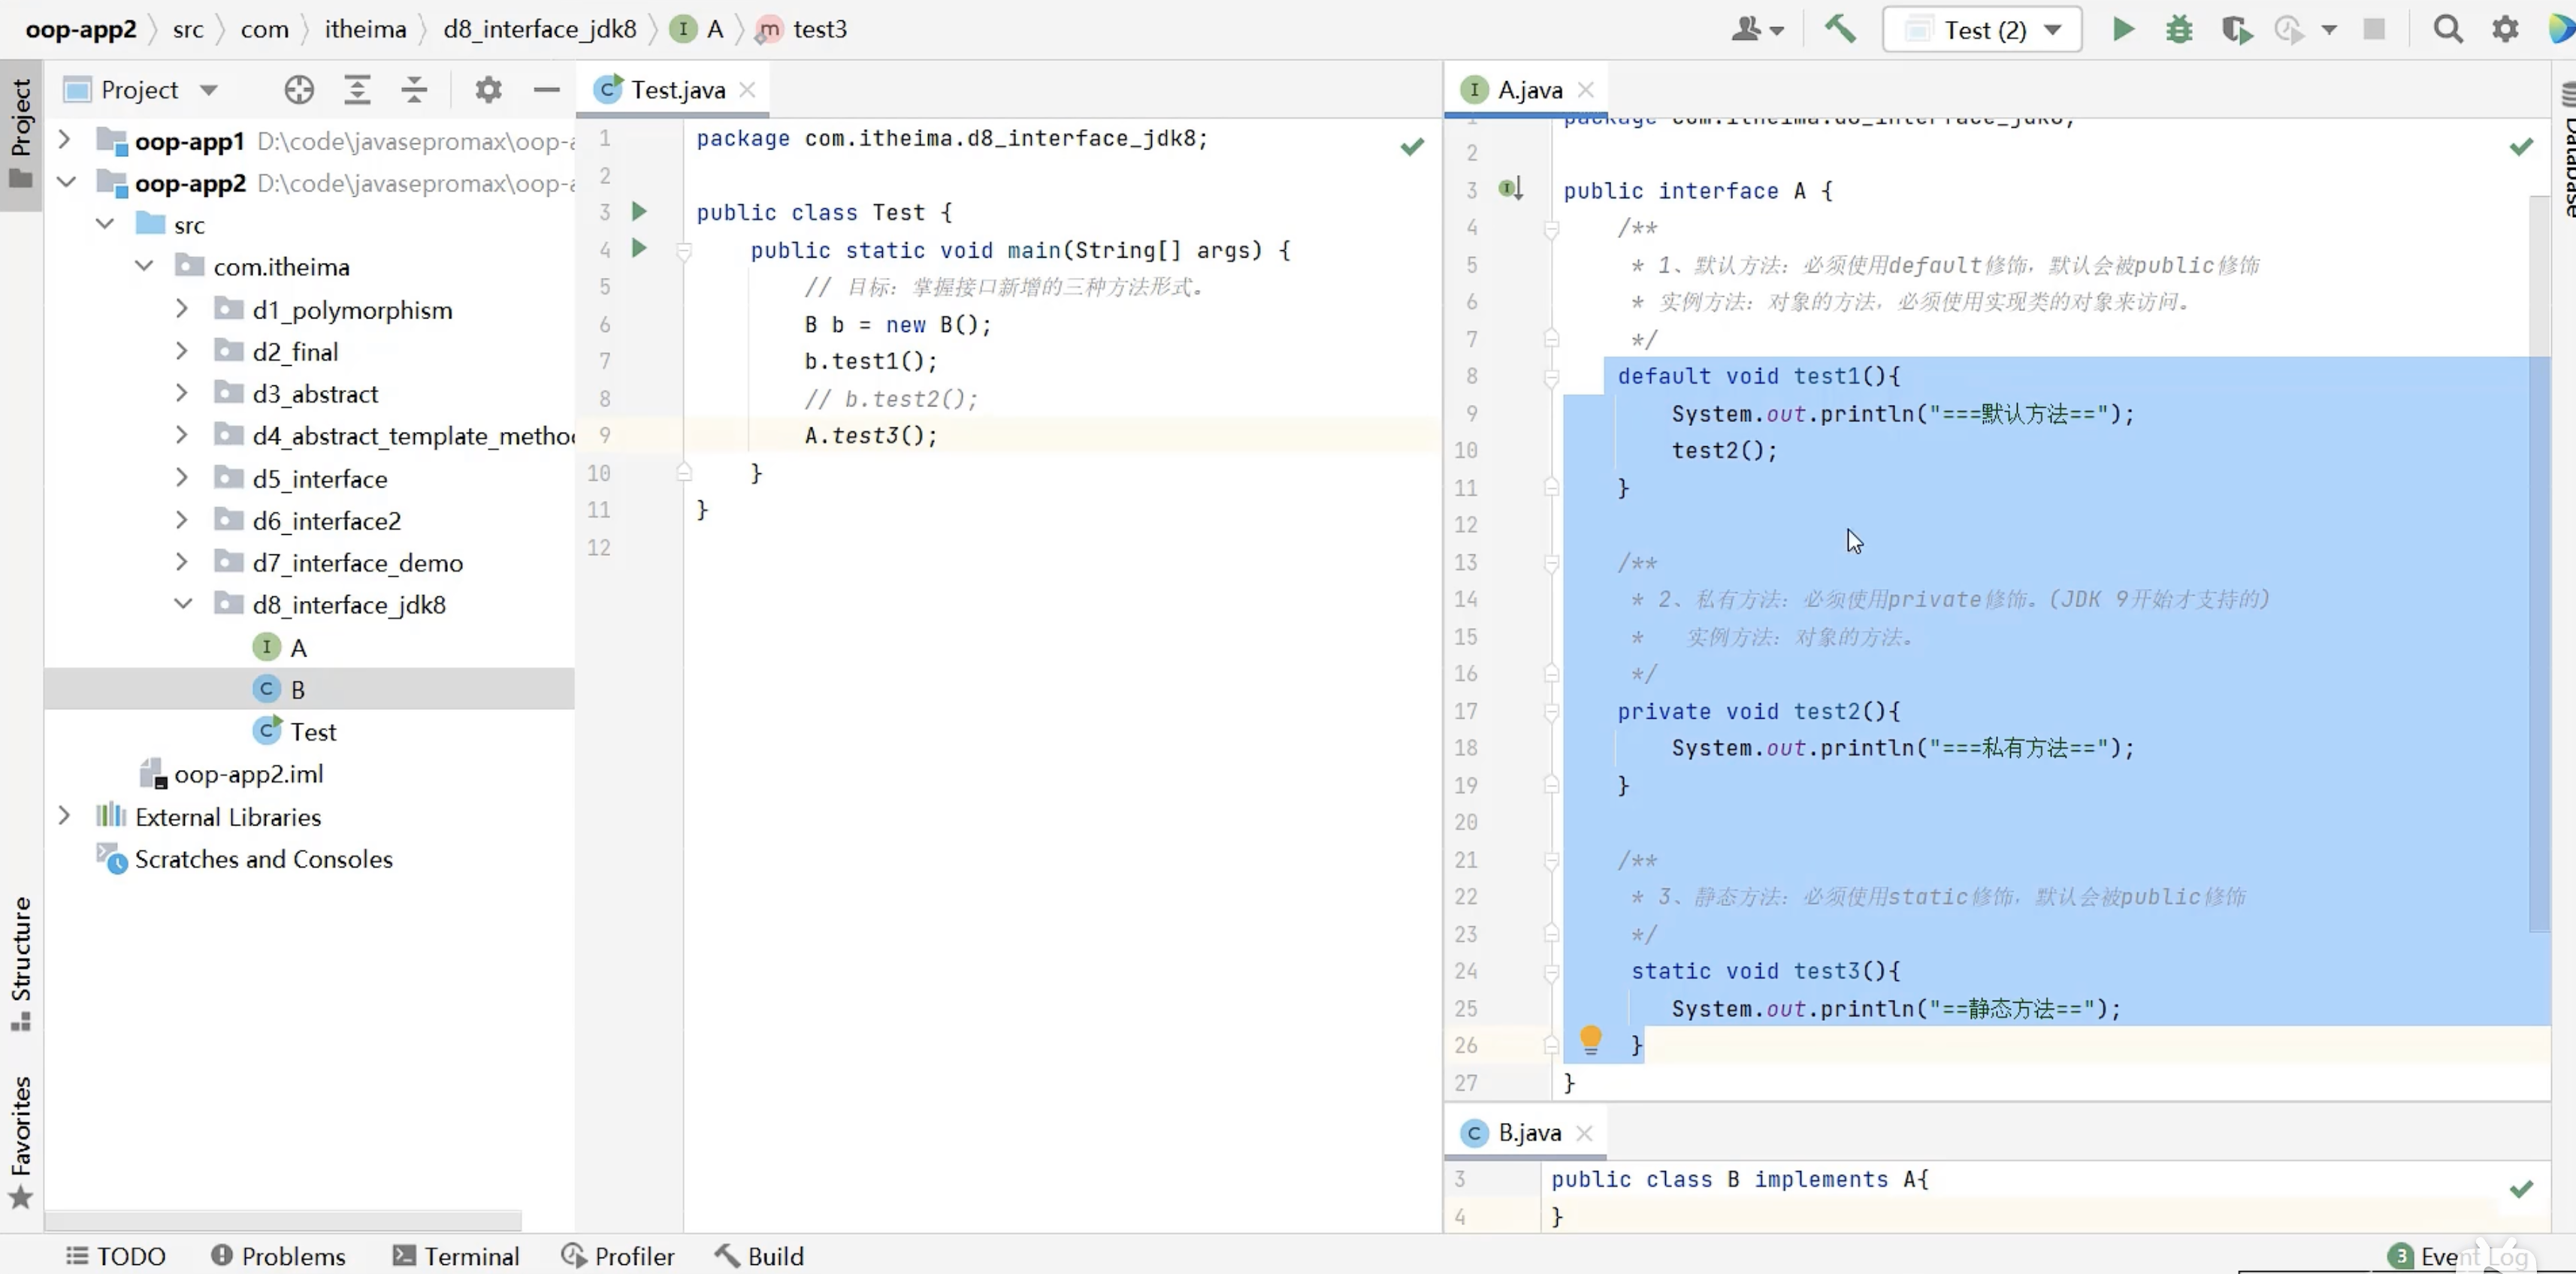 oop-app2 src com itheima d8_interface_jdk8 A test3
Test (2)
Project
Project
oop-app1 D:\code\javasepromax\oop-a
oop-app2 D:\code\javasepromax\oop-a
src
com.itheima
d1_polymorphism
d2_final
d3_abstract
d4_abstract_template_metho
d5_interface
d6_interface2
d7_interface_demo
d8_interface_jdk8
A
B
Test
oop-app2.iml
External Libraries
Scratches and Consoles
Structure
Favorites
Test.java
1 package com.itheima.d8_interface_jdk8;
2
3 public class Test {
4 public static void main(String[] args) {
5 // 目标：掌握接口新增的三种方法形式。
6 B b = new B();
7 b.test1();
8 // b.test2();
9 A.test3();
10 }
11 }
12
A.java
1 package com.itheima.d8_interface_jdk8;
2
3 public interface A {
4 /**
5 * 1、默认方法：必须使用default修饰，默认会被public修饰
6 * 实例方法：对象的方法，必须使用实现类的对象来访问。
7 */
8 default void test1(){
9 System.out.println("===默认方法==");
10 test2();
11 }
12
13 /**
14 * 2、私有方法：必须使用private修饰。(JDK 9开始才支持的)
15 * 实例方法：对象的方法。
16 */
17 private void test2(){
18 System.out.println("===私有方法==");
19 }
20
21 /**
22 * 3、静态方法：必须使用static修饰，默认会被public修饰
23 */
24 static void test3(){
25 System.out.println("==静态方法==");
26 }
27 }
B.java
3 public class B implements A{
4 }
Database
TODO Problems Terminal Profiler Build
3 Event Log